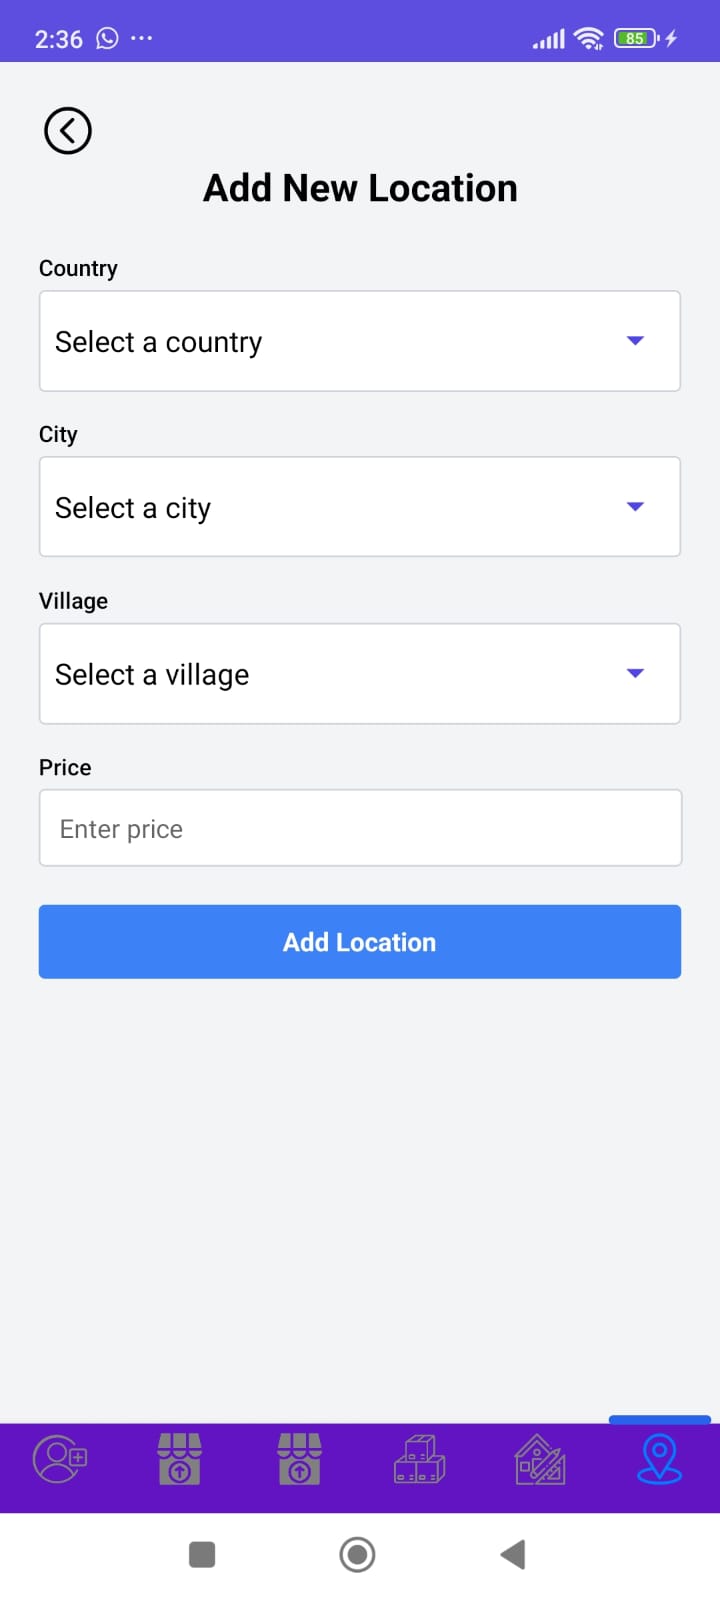 2:36 ... 85
Add New Location
Country
Select a country
City
Select a city
Village
Select a village
Price
Enter price
Add Location